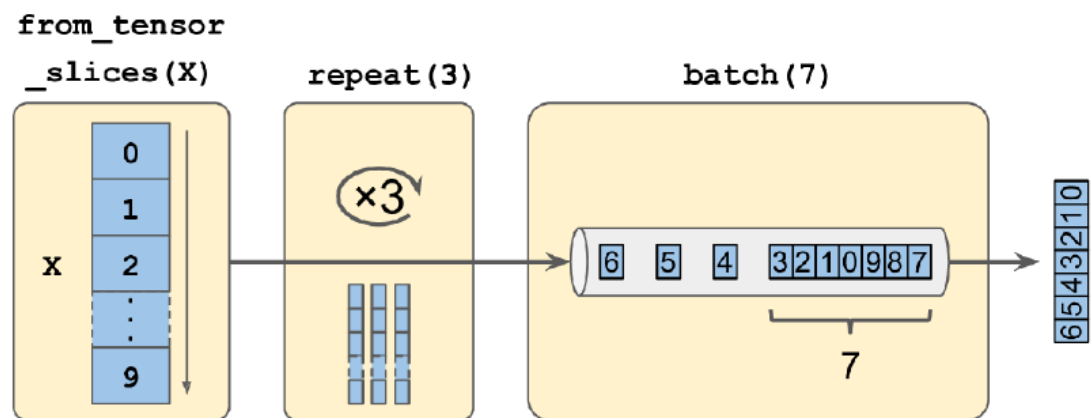 from_tensor
_slices(X)
repeat(3)
batch(7)
X
0
1
2
⋮
9
×3
6 5 4 3210987
7
6543210